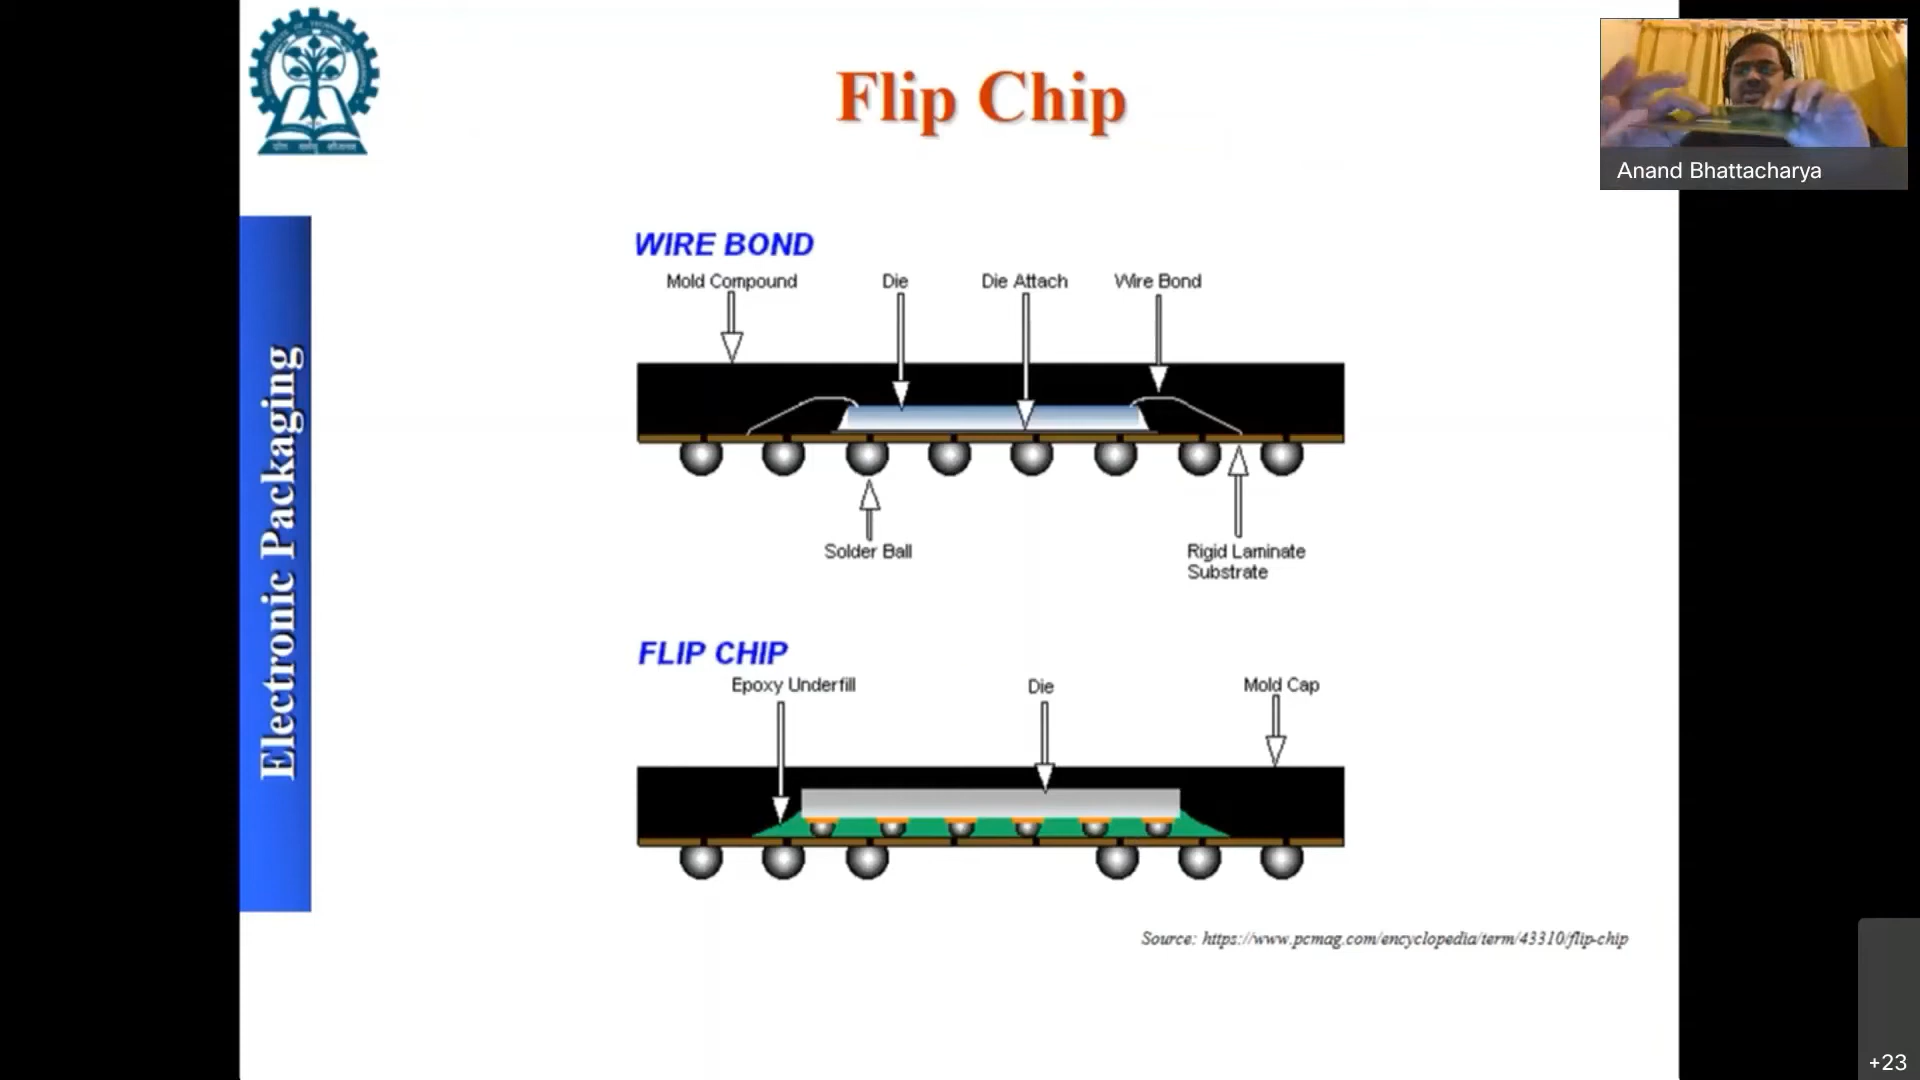 Flip Chip
Anand Bhattacharya
Electronic Packaging
WIRE BOND
Mold Compound
Die
Die Attach
Wire Bond
Solder Ball
Rigid Laminate
Substrate
FLIP CHIP
Epoxy Underfill
Die
Mold Cap
Source: https://www.pcmag.com/encyclopedia/term/43310/flip-chip
+23